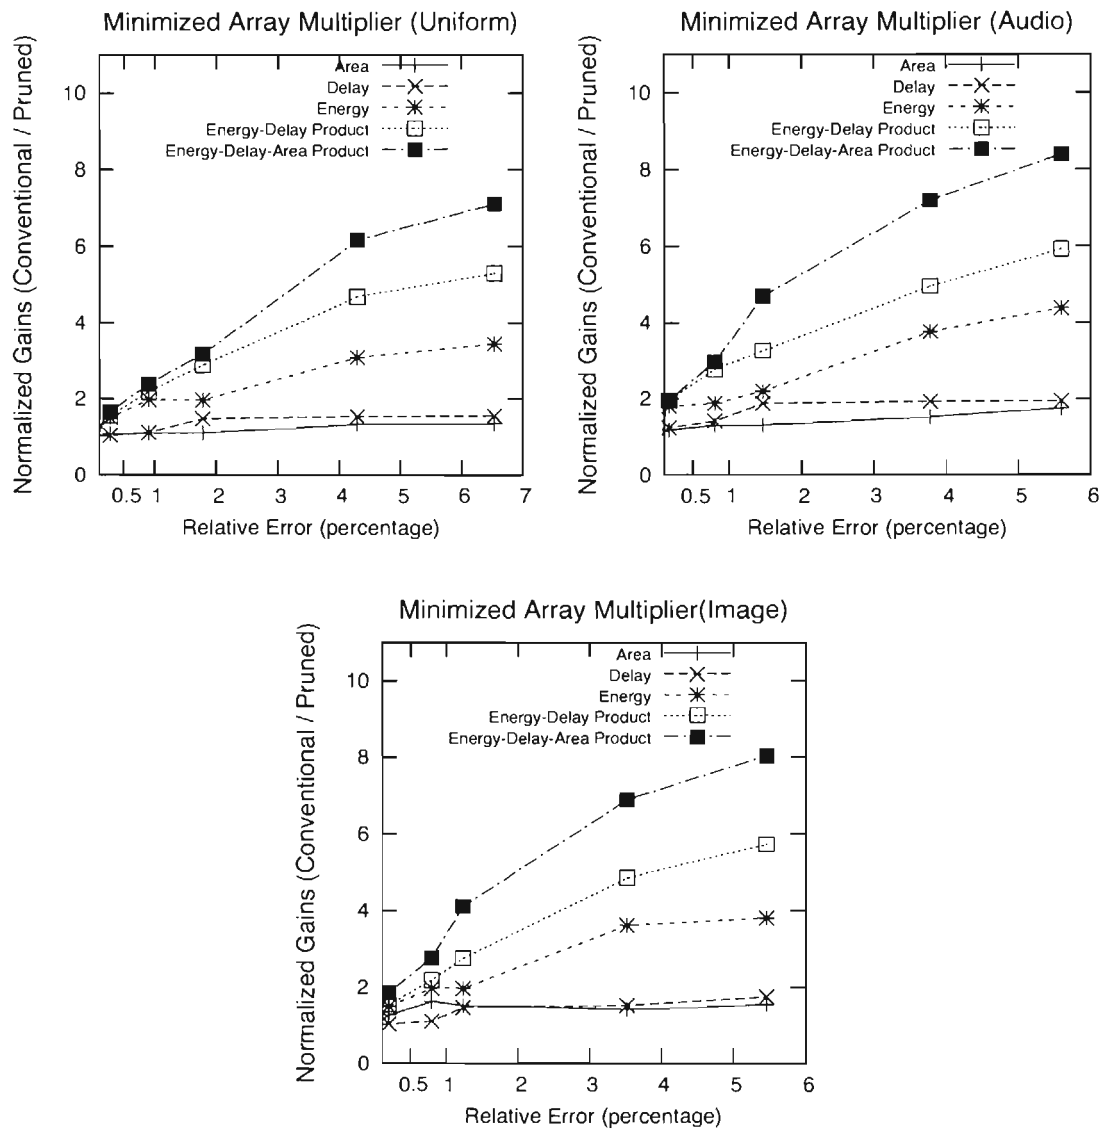 Minimized Array Multiplier (Uniform)
Normalized Gains (Conventional / Pruned)
10
8
6
4
2
0
Area
Delay
Energy
Energy-Delay Product
Energy-Delay-Area Product
0.5 1 2 3 4 5 6 7
Relative Error (percentage)
Minimized Array Multiplier (Audio)
Normalized Gains (Conventional / Pruned)
10
8
6
4
2
0
Area
Delay
Energy
Energy-Delay Product
Energy-Delay-Area Product
0.5 1 2 3 4 5 6
Relative Error (percentage)
Minimized Array Multiplier(Image)
Normalized Gains (Conventional / Pruned)
10
8
6
4
2
0
Area
Delay
Energy
Energy-Delay Product
Energy-Delay-Area Product
0.5 1 2 3 4 5 6
Relative Error (percentage)